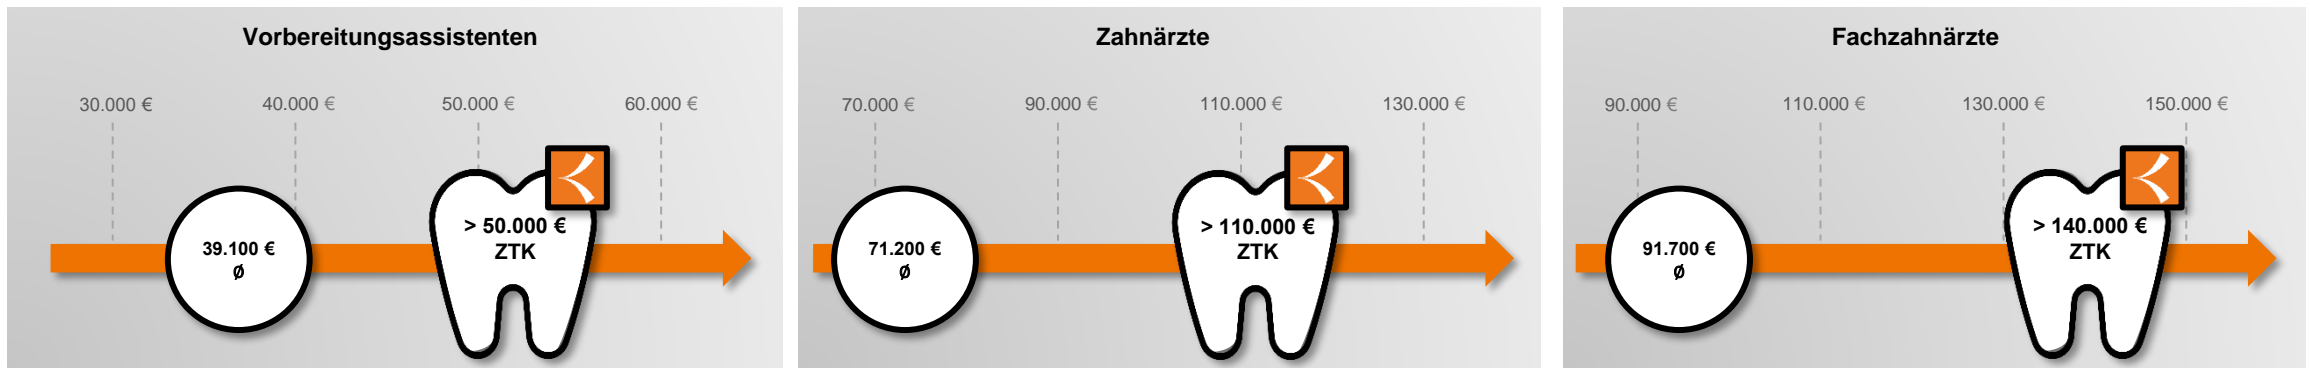 Vorbereitungsassistenten
30.000 €
40.000 €
50.000 €
60.000 €
39.100 €
Ø
> 50.000 €
ZTK
Zahnärzte
70.000 €
90.000 €
110.000 €
130.000 €
71.200 €
Ø
> 110.000 €
ZTK
Fachzahnärzte
90.000 €
110.000 €
130.000 €
150.000 €
91.700 €
Ø
> 140.000 €
ZTK